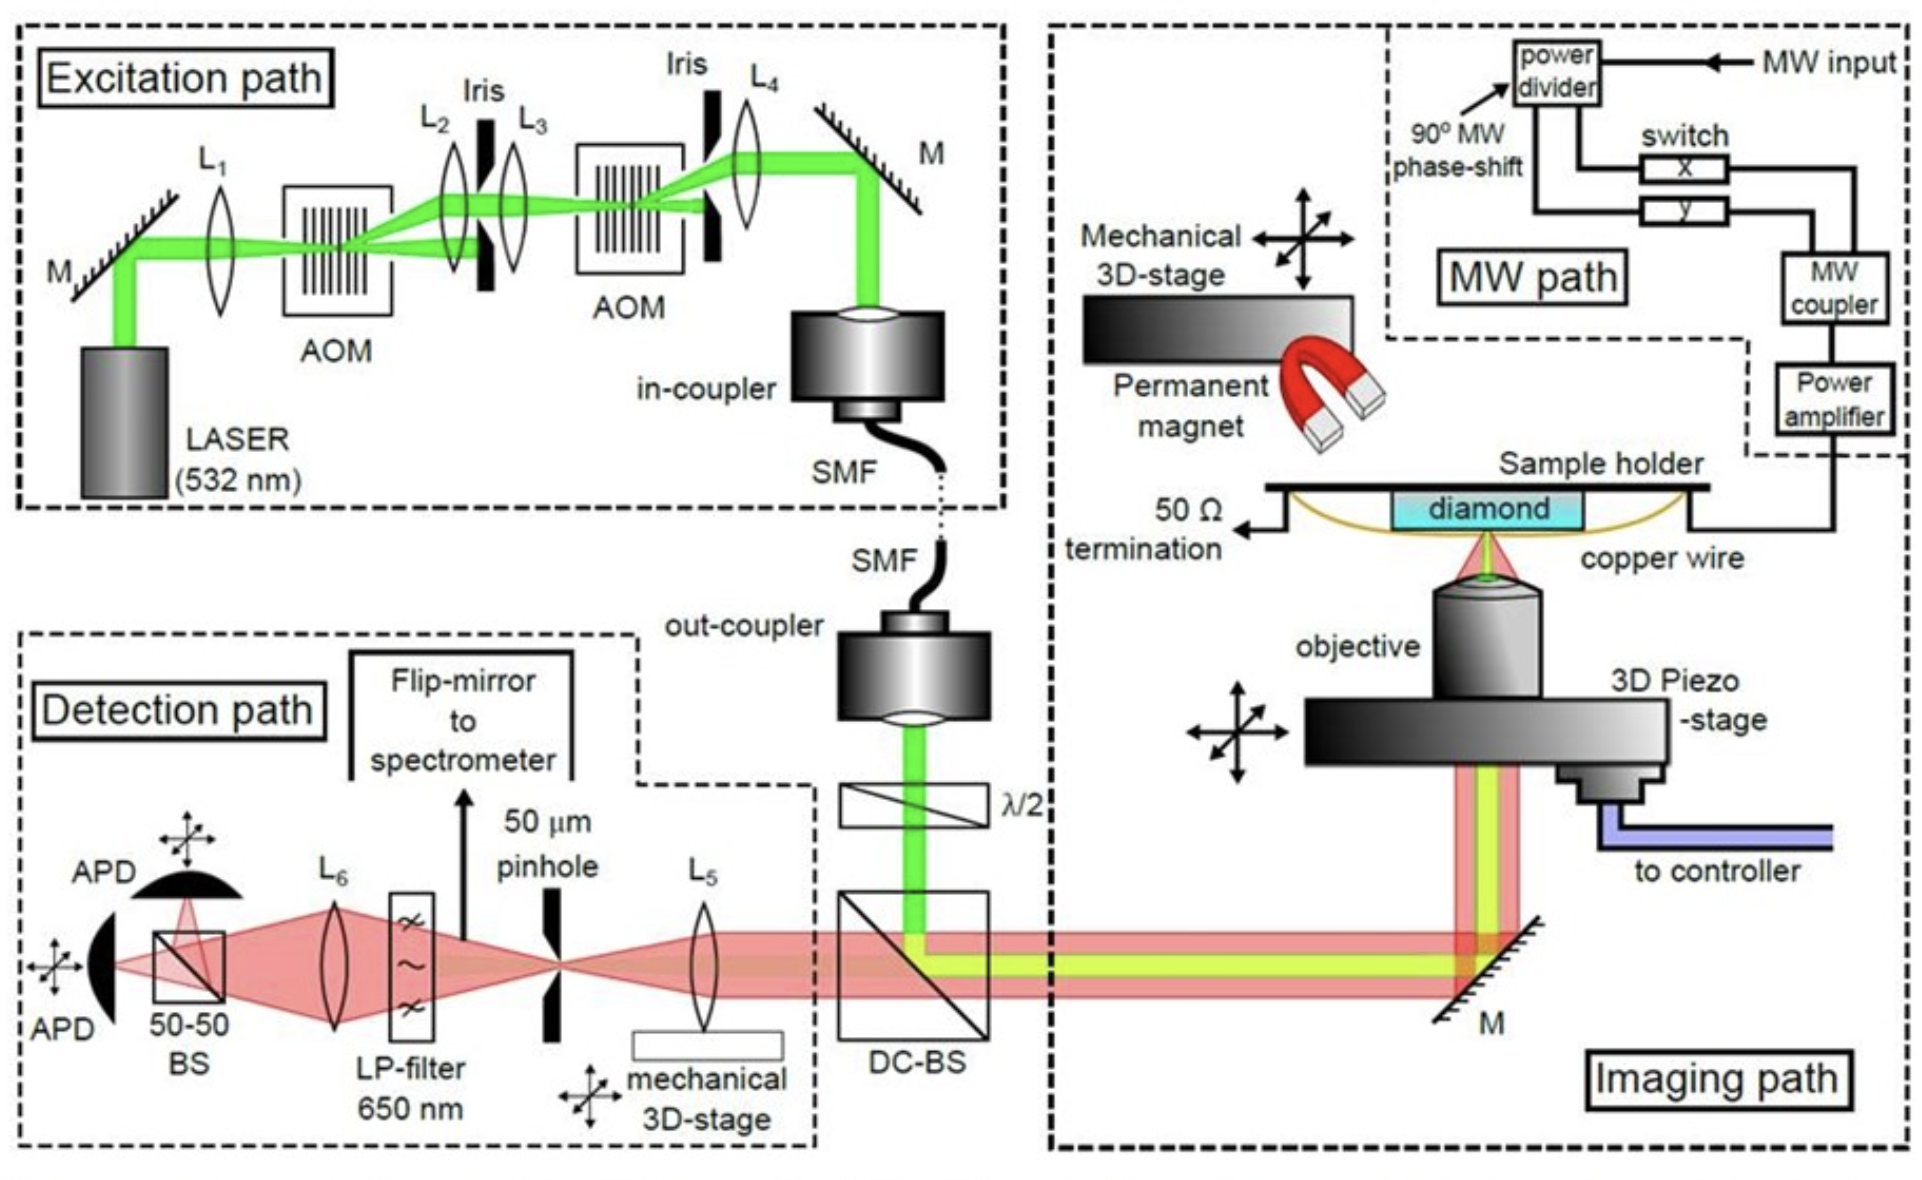 Excitation path
Iris
Iris
L1
L2
L3
L4
M
M
AOM
AOM
in-coupler
LASER
(532 nm)
SMF
SMF
out-coupler
λ/2
DC-BS
Detection path
Flip-mirror
to
spectrometer
50 μm
pinhole
APD
APD
L6
L5
50-50
BS
LP-filter
650 nm
mechanical
3D-stage
power
divider
MW input
90º MW
phase-shift
switch
x
y
MW path
MW
coupler
Power
amplifier
Mechanical
3D-stage
Permanent
magnet
Sample holder
diamond
50 Ω
termination
copper wire
objective
3D Piezo
-stage
to controller
M
Imaging path